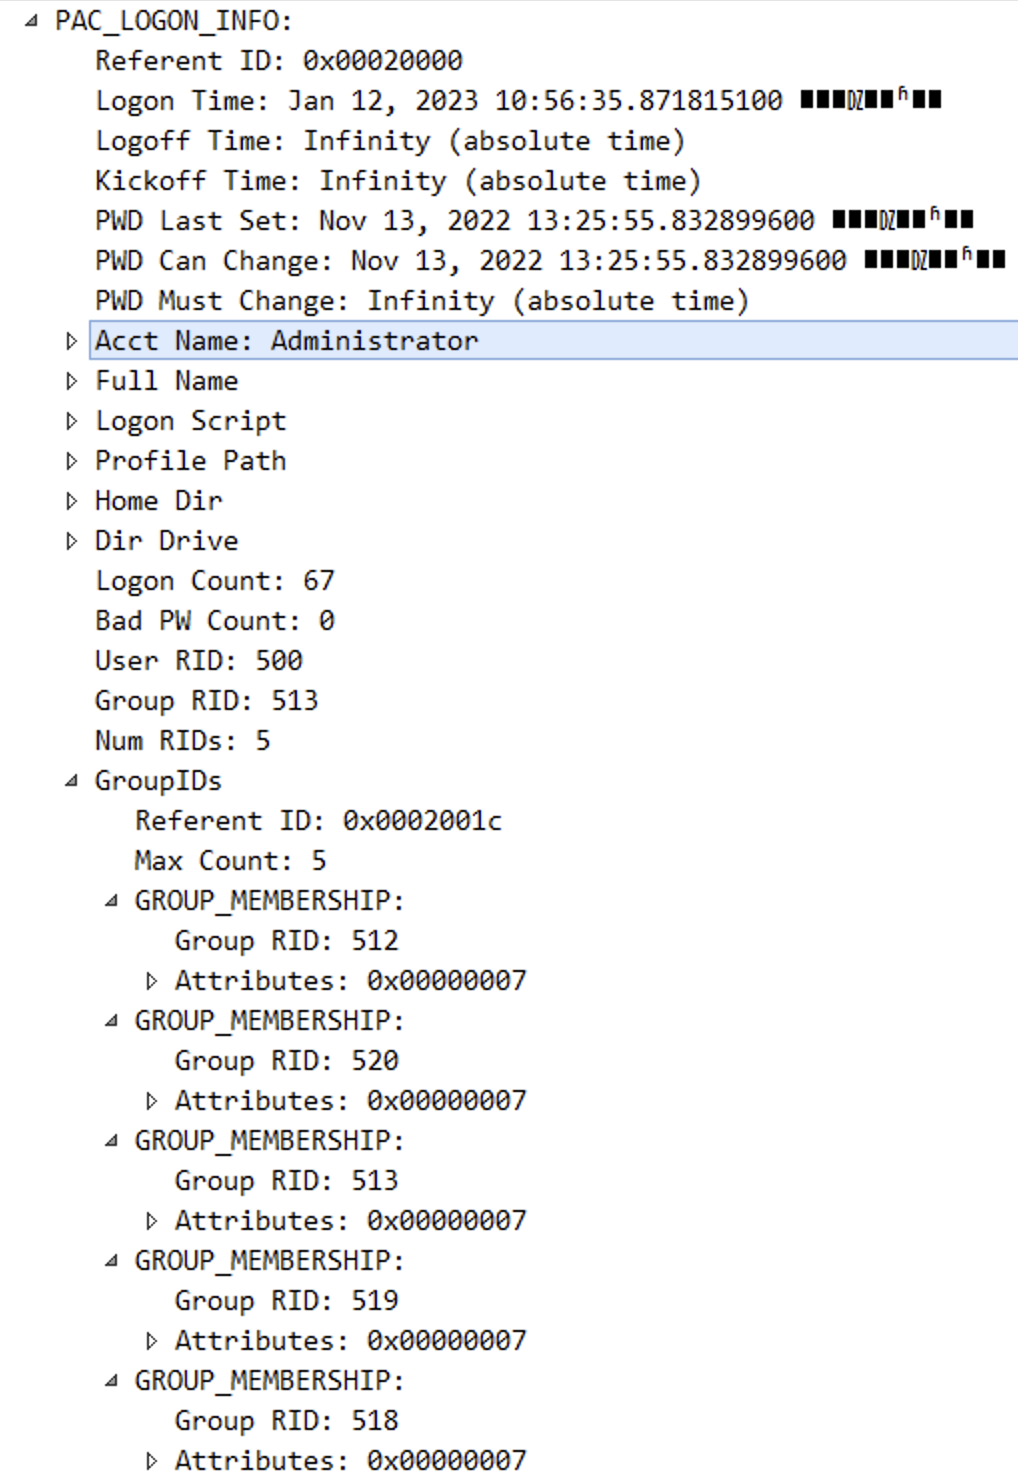 PAC_LOGON_INFO:
Referent ID: 0x00020000
Logon Time: Jan 12, 2023 10:56:35.871815100
Logoff Time: Infinity (absolute time)
Kickoff Time: Infinity (absolute time)
PWD Last Set: Nov 13, 2022 13:25:55.832899600
PWD Can Change: Nov 13, 2022 13:25:55.832899600
PWD Must Change: Infinity (absolute time)
Acct Name: Administrator
Full Name
Logon Script
Profile Path
Home Dir
Dir Drive
Logon Count: 67
Bad PW Count: 0
User RID: 500
Group RID: 513
Num RIDs: 5
GroupIDs
Referent ID: 0x0002001c
Max Count: 5
GROUP_MEMBERSHIP:
Group RID: 512
Attributes: 0x00000007
GROUP_MEMBERSHIP:
Group RID: 520
Attributes: 0x00000007
GROUP_MEMBERSHIP:
Group RID: 513
Attributes: 0x00000007
GROUP_MEMBERSHIP:
Group RID: 519
Attributes: 0x00000007
GROUP_MEMBERSHIP:
Group RID: 518
Attributes: 0x00000007